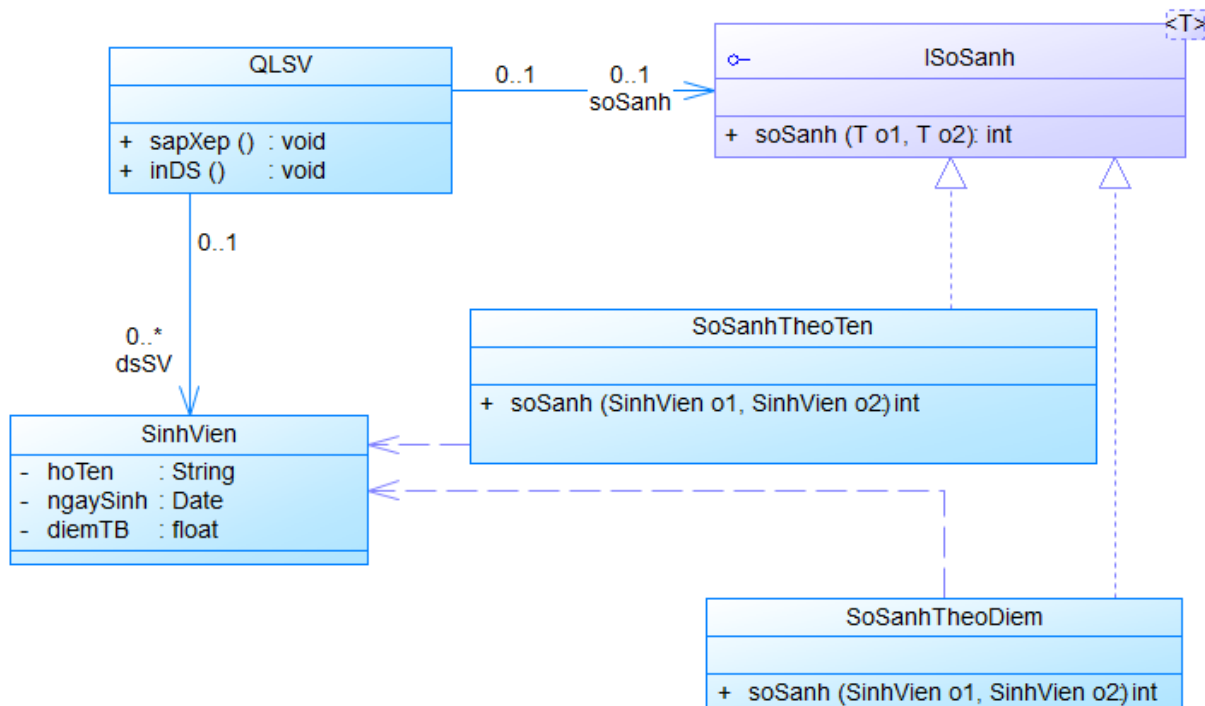 <T>
QLSV
ISoSanh
0..1
0..1
soSanh
+ sapXep () : void
+ inDS () : void
+ soSanh (T o1, T o2): int
0..1
0..*
dsSV
SoSanhTheoTen
+ soSanh (SinhVien o1, SinhVien o2) int
SinhVien
- hoTen : String
- ngaySinh : Date
- diemTB : float
SoSanhTheoDiem
+ soSanh (SinhVien o1, SinhVien o2) int